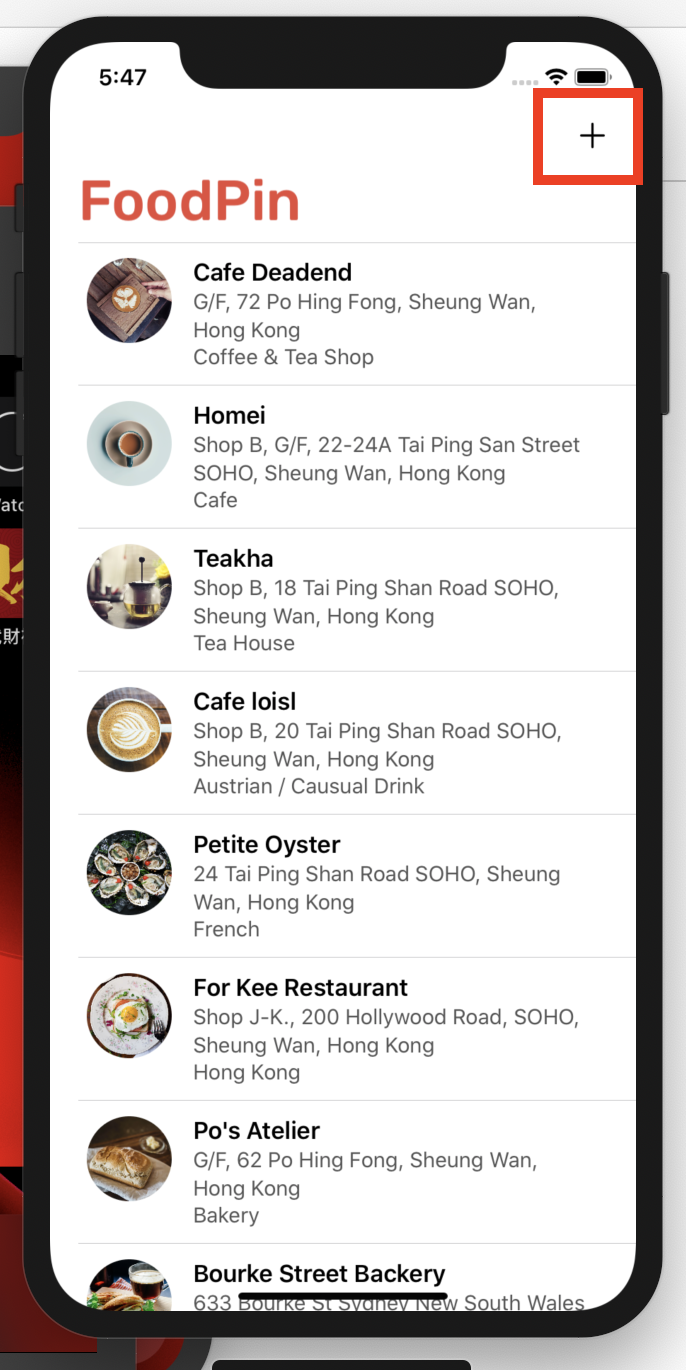 5:47
FoodPin
Cafe Deadend
G/F, 72 Po Hing Fong, Sheung Wan,
Hong Kong
Coffee & Tea Shop
Homei
Shop B, G/F, 22-24A Tai Ping San Street
SOHO, Sheung Wan, Hong Kong
Cafe
Teakha
Shop B, 18 Tai Ping Shan Road SOHO,
Sheung Wan, Hong Kong
Tea House
Cafe loisl
Shop B, 20 Tai Ping Shan Road SOHO,
Sheung Wan, Hong Kong
Austrian / Causual Drink
Petite Oyster
24 Tai Ping Shan Road SOHO, Sheung
Wan, Hong Kong
French
For Kee Restaurant
Shop J-K., 200 Hollywood Road, SOHO,
Sheung Wan, Hong Kong
Hong Kong
Po's Atelier
G/F, 62 Po Hing Fong, Sheung Wan,
Hong Kong
Bakery
Bourke Street Backery
633 Bourke St Sydney New South Wales